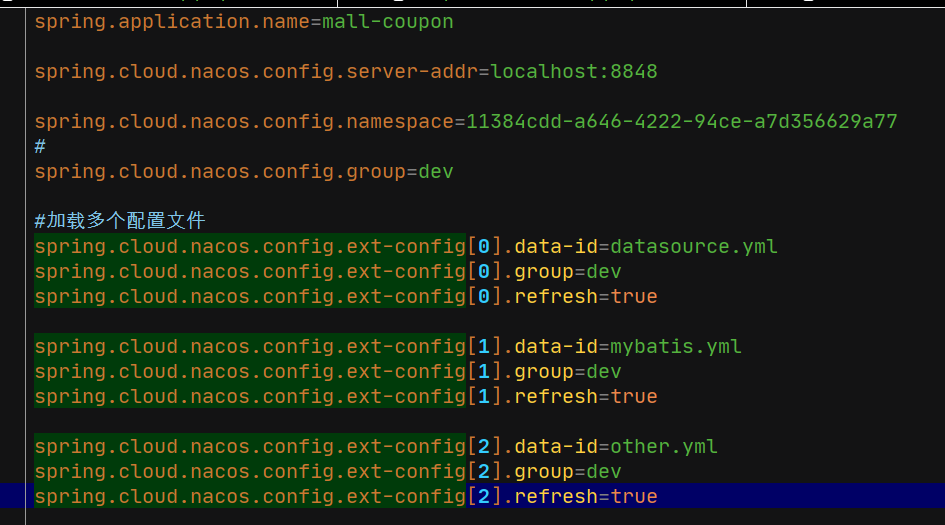 spring.application.name=mall-coupon
spring.cloud.nacos.config.server-addr=localhost:8848
spring.cloud.nacos.config.namespace=11384cdd-a646-4222-94ce-a7d356629a77
#
spring.cloud.nacos.config.group=dev
#加载多个配置文件
spring.cloud.nacos.config.ext-config[0].data-id=datasource.yml
spring.cloud.nacos.config.ext-config[0].group=dev
spring.cloud.nacos.config.ext-config[0].refresh=true
spring.cloud.nacos.config.ext-config[1].data-id=mybatis.yml
spring.cloud.nacos.config.ext-config[1].group=dev
spring.cloud.nacos.config.ext-config[1].refresh=true
spring.cloud.nacos.config.ext-config[2].data-id=other.yml
spring.cloud.nacos.config.ext-config[2].group=dev
spring.cloud.nacos.config.ext-config[2].refresh=true